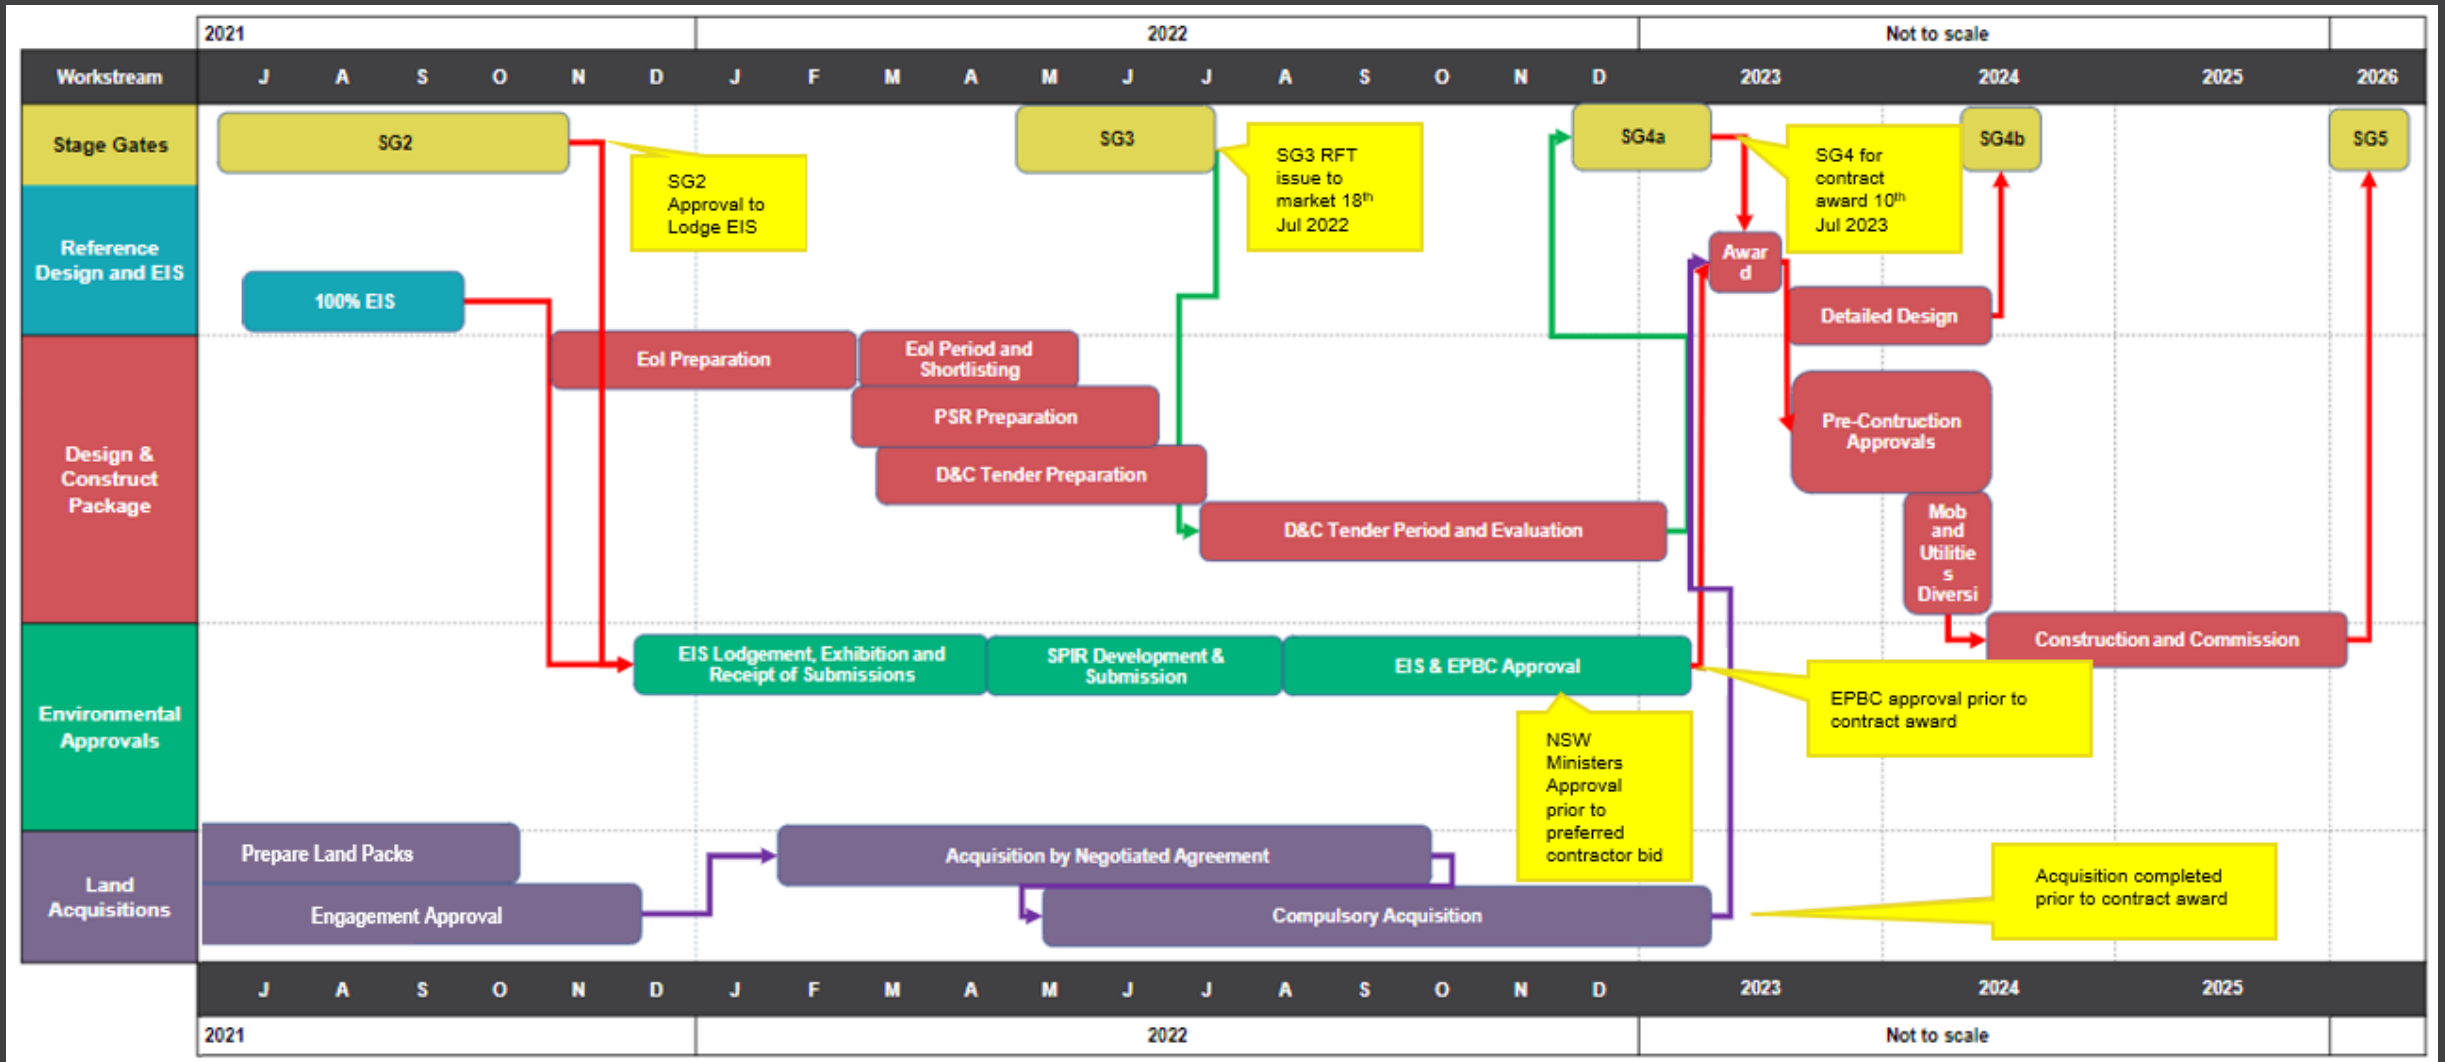 2021
2022
Not to scale
Workstream
J A S O N D J F M A M J J A S O N D 2023 2024 2025 2026
Stage Gates
SG2
SG3
SG4a
SG4b
SG5
SG2
Approval to
Lodge EIS
SG3 RFT
issue to
market 18th
Jul 2022
SG4 for
contract
award 10th
Jul 2023
Reference
Design and EIS
100% EIS
Awar
d
Detailed Design
Design &
Construct
Package
EoI Preparation
EoI Period and
Shortlisting
PSR Preparation
D&C Tender Preparation
D&C Tender Period and Evaluation
Pre-Contruction
Approvals
Mob
and
Utilitie
s
Diversi
Construction and Commission
Environmental
Approvals
EIS Lodgement, Exhibition and
Receipt of Submissions
SPIR Development &
Submission
EIS & EPBC Approval
EPBC approval prior to
contract award
NSW
Ministers
Approval
prior to
preferred
contractor bid
Land
Acquisitions
Prepare Land Packs
Engagement Approval
Acquisition by Negotiated Agreement
Compulsory Acquisition
Acquisition completed
prior to contract award
J A S O N D J F M A M J J A S O N D 2023 2024 2025
2021
2022
Not to scale